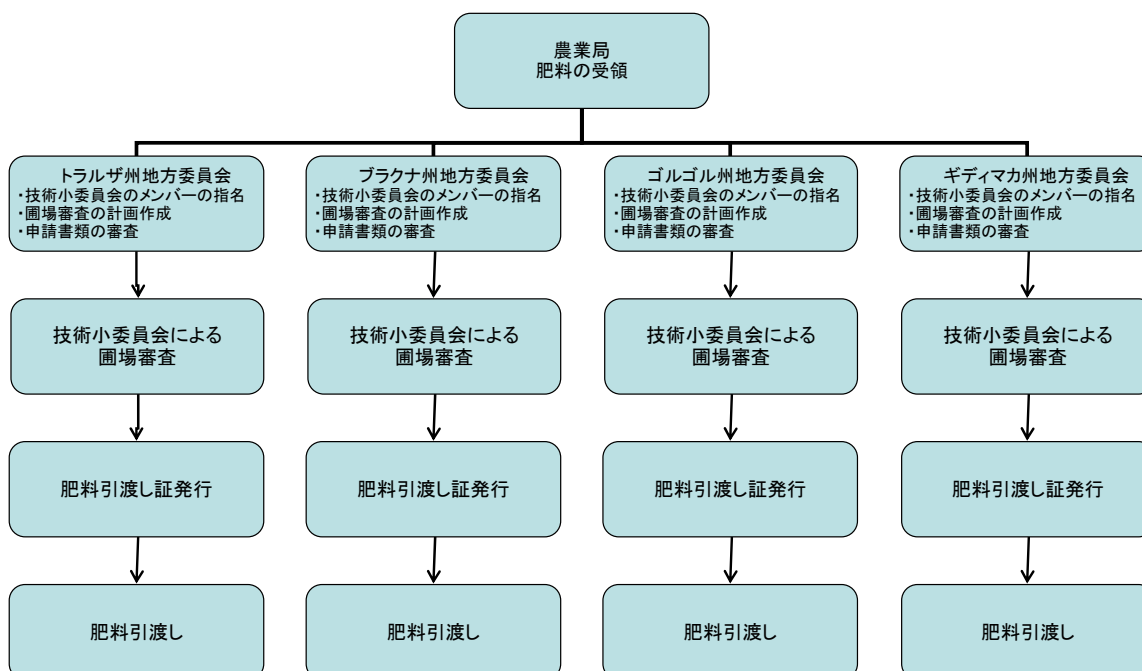 農業局
肥料の受領
トラルザ州地方委員会
・技術小委員会のメンバーの指名
・圃場審査の計画作成
・申請書類の審査
ブラクナ州地方委員会
・技術小委員会のメンバーの指名
・圃場審査の計画作成
・申請書類の審査
ゴルゴル州地方委員会
・技術小委員会のメンバーの指名
・圃場審査の計画作成
・申請書類の審査
ギディマカ州地方委員会
・技術小委員会のメンバーの指名
・圃場審査の計画作成
・申請書類の審査
技術小委員会による
圃場審査
技術小委員会による
圃場審査
技術小委員会による
圃場審査
技術小委員会による
圃場審査
肥料引渡し証発行
肥料引渡し証発行
肥料引渡し証発行
肥料引渡し証発行
肥料引渡し
肥料引渡し
肥料引渡し
肥料引渡し